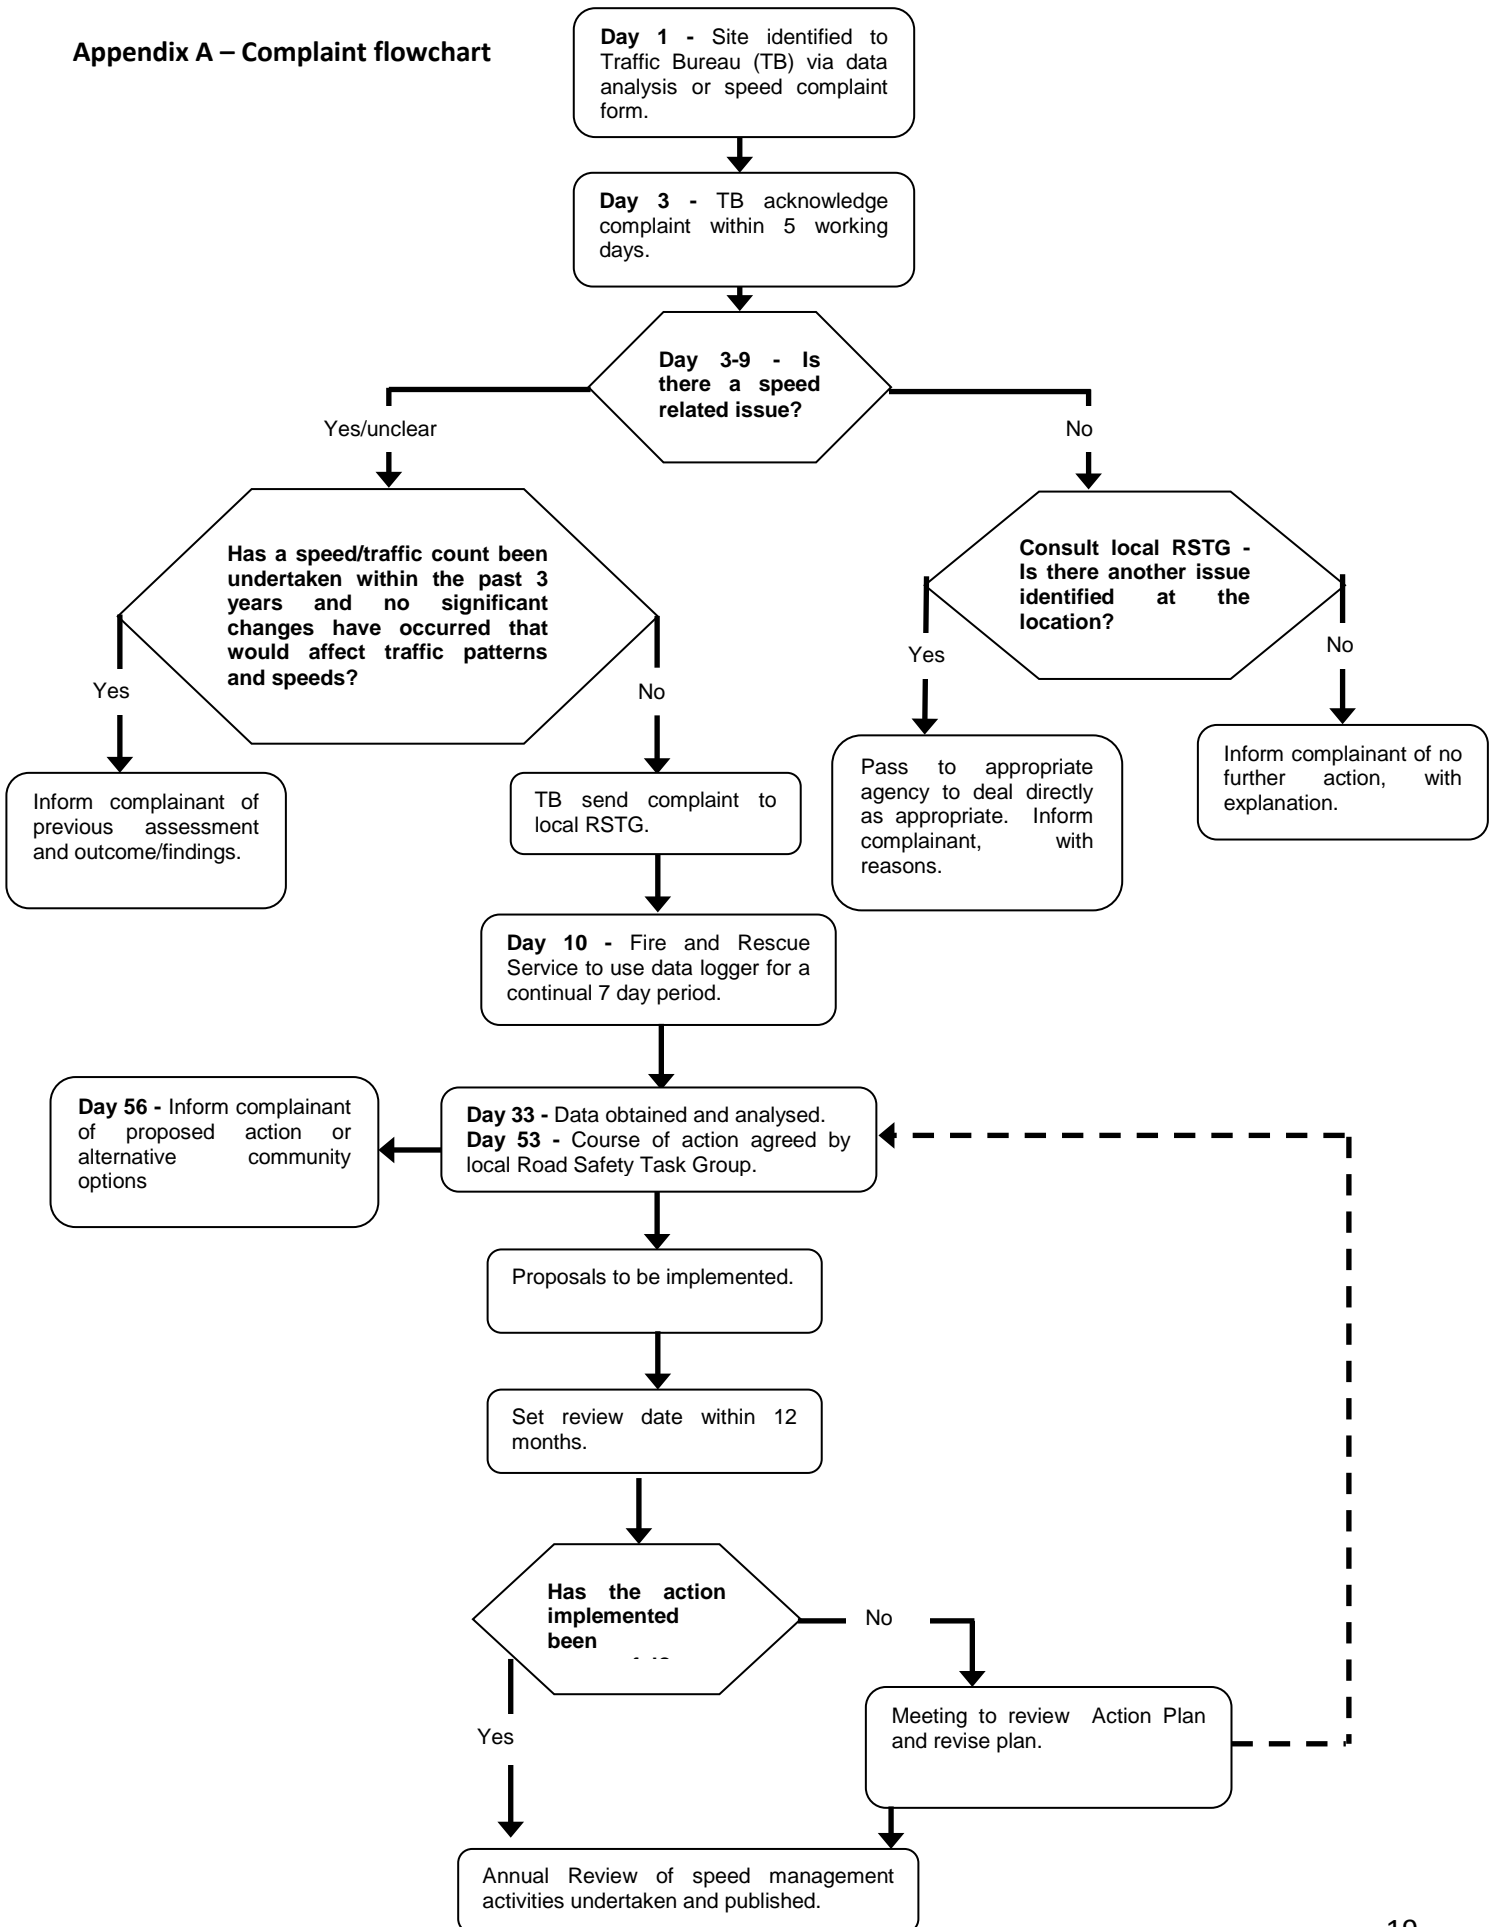 Appendix A – Complaint flowchart
Day 1 - Site identified to
Traffic Bureau (TB) via data
analysis or speed complaint
form.
Day 3 - TB acknowledge
complaint within 5 working
days.
Day 3-9 - Is
there a speed
related issue?
Yes/unclear
No
Has a speed/traffic count been
undertaken within the past 3
years and no significant
changes have occurred that
would affect traffic patterns
and speeds?
Consult local RSTG -
Is there another issue
identified at the
location?
Yes
No
Yes
No
Inform complainant of
previous assessment
and outcome/findings.
TB send complaint to
local RSTG.
Pass to appropriate
agency to deal directly
as appropriate. Inform
complainant, with
reasons.
Inform complainant of no
further action, with
explanation.
Day 10 - Fire and Rescue
Service to use data logger for a
continual 7 day period.
Day 56 - Inform complainant
of proposed action or
alternative community
options
Day 33 - Data obtained and analysed.
Day 53 - Course of action agreed by
local Road Safety Task Group.
Proposals to be implemented.
Set review date within 12
months.
Has the action
implemented
been
No
Yes
Meeting to review Action Plan
and revise plan.
Annual Review of speed management
activities undertaken and published.